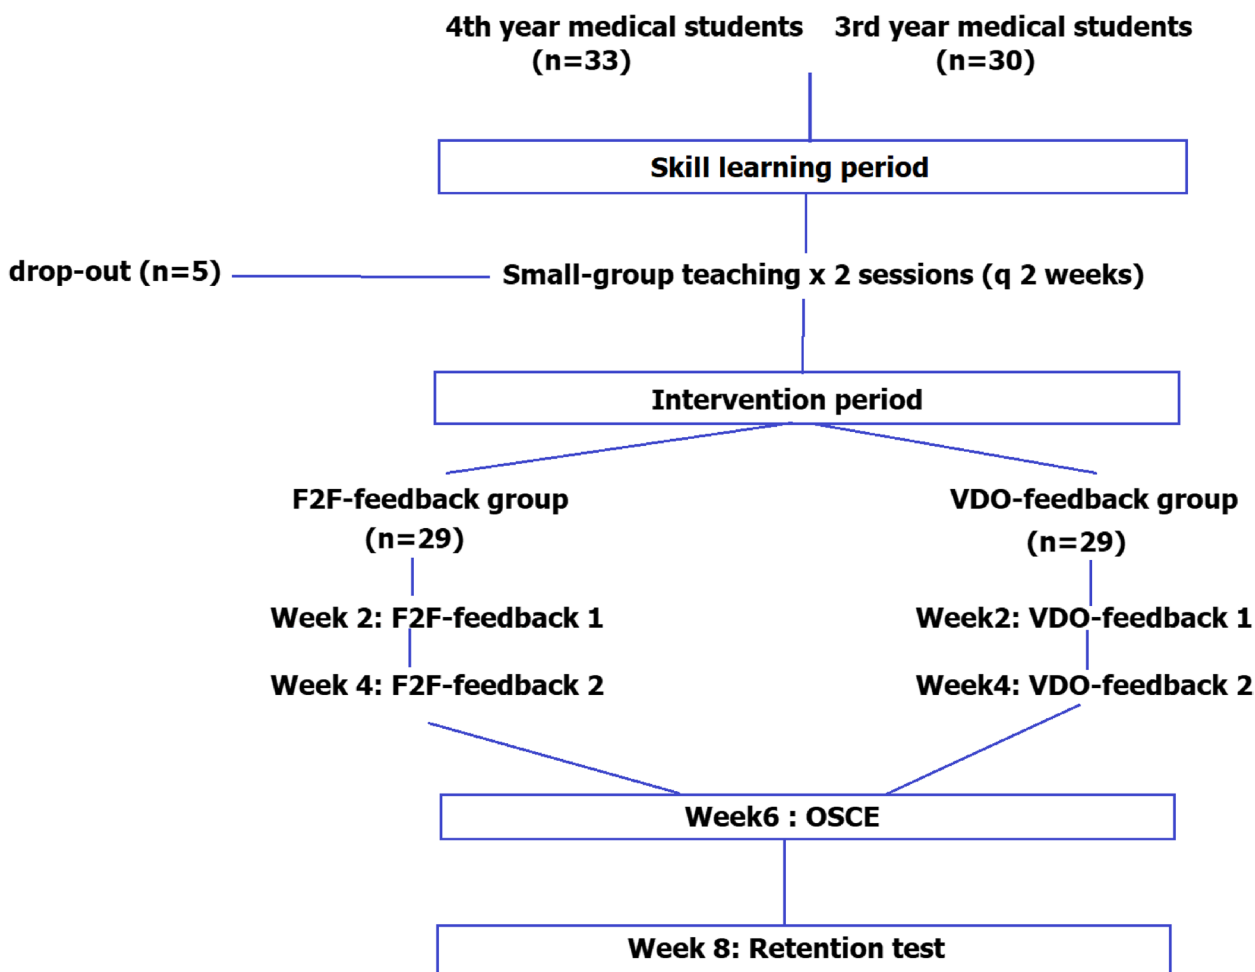 4th year medical students
(n=33)
3rd year medical students
(n=30)
Skill learning period
drop-out (n=5)
Small-group teaching x 2 sessions (q 2 weeks)
Intervention period
F2F-feedback group
(n=29)
VDO-feedback group
(n=29)
Week 2: F2F-feedback 1
Week2: VDO-feedback 1
Week 4: F2F-feedback 2
Week4: VDO-feedback 2
Week6 : OSCE
Week 8: Retention test